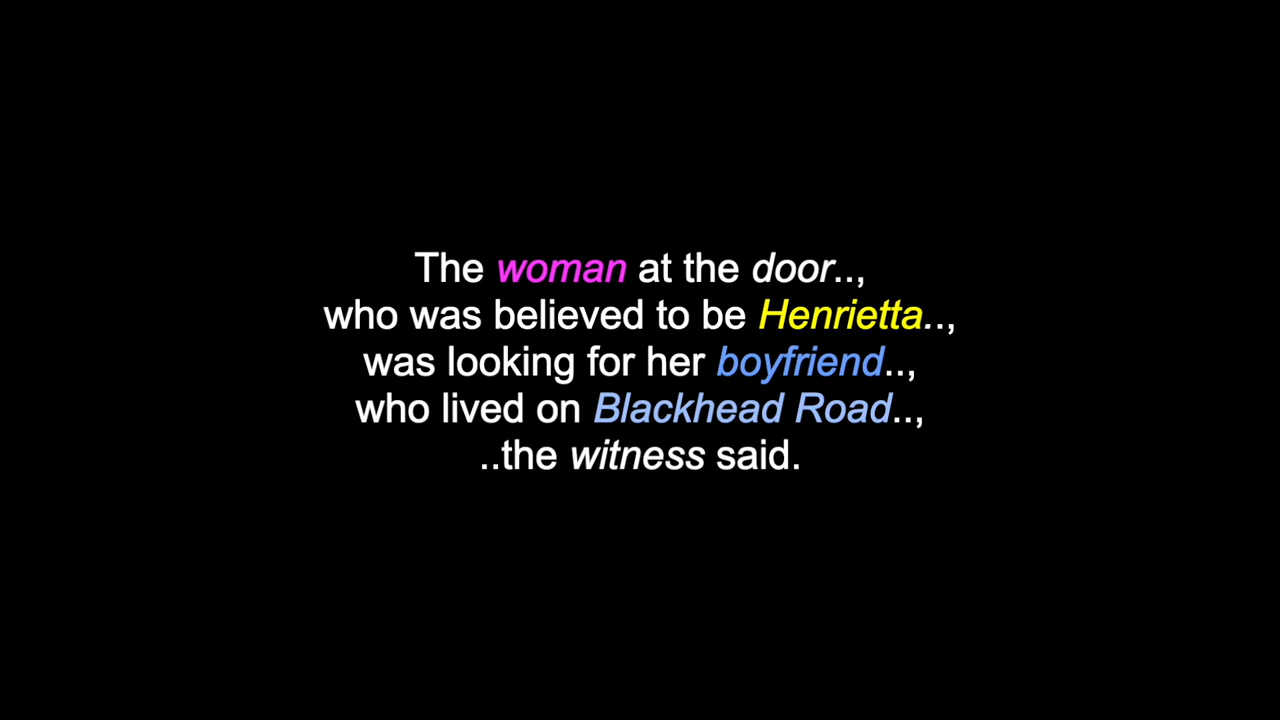 The woman at the door..,
who was believed to be Henrietta..,
was looking for her boyfriend..,
who lived on Blackhead Road..,
..the witness said.